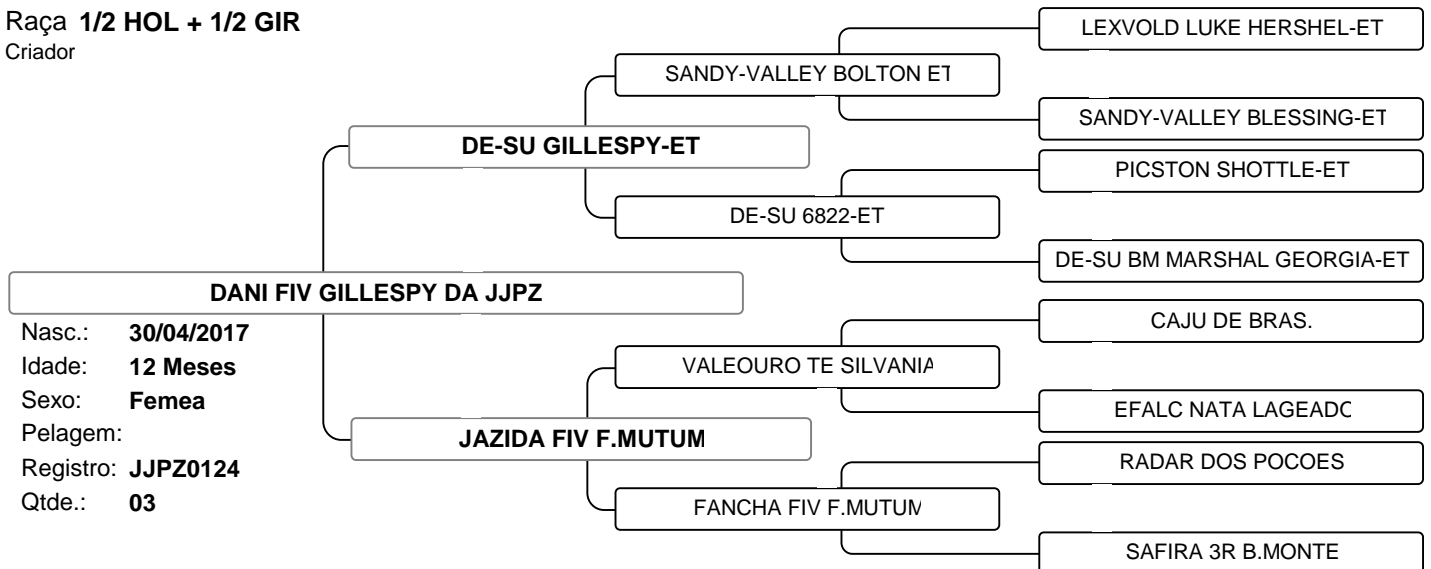 Raça 1/2 HOL + 1/2 GIR
Criador
LEXVOLD LUKE HERSHEL-ET
SANDY-VALLEY BOLTON ET
SANDY-VALLEY BLESSING-ET
DE-SU GILLESPY-ET
PICSTON SHOTTLE-ET
DE-SU 6822-ET
DE-SU BM MARSHAL GEORGIA-ET
DANI FIV GILLESPY DA JJPZ
Nasc.: 30/04/2017
Idade: 12 Meses
Sexo: Femea
Pelagem:
Registro: JJPZ0124
Qtde.: 03
CAJU DE BRAS.
VALEOURO TE SILVANIA
EFALC NATA LAGEADO
JAZIDA FIV F.MUTUM
RADAR DOS POCOES
FANCHA FIV F.MUTUM
SAFIRA 3R B.MONTE